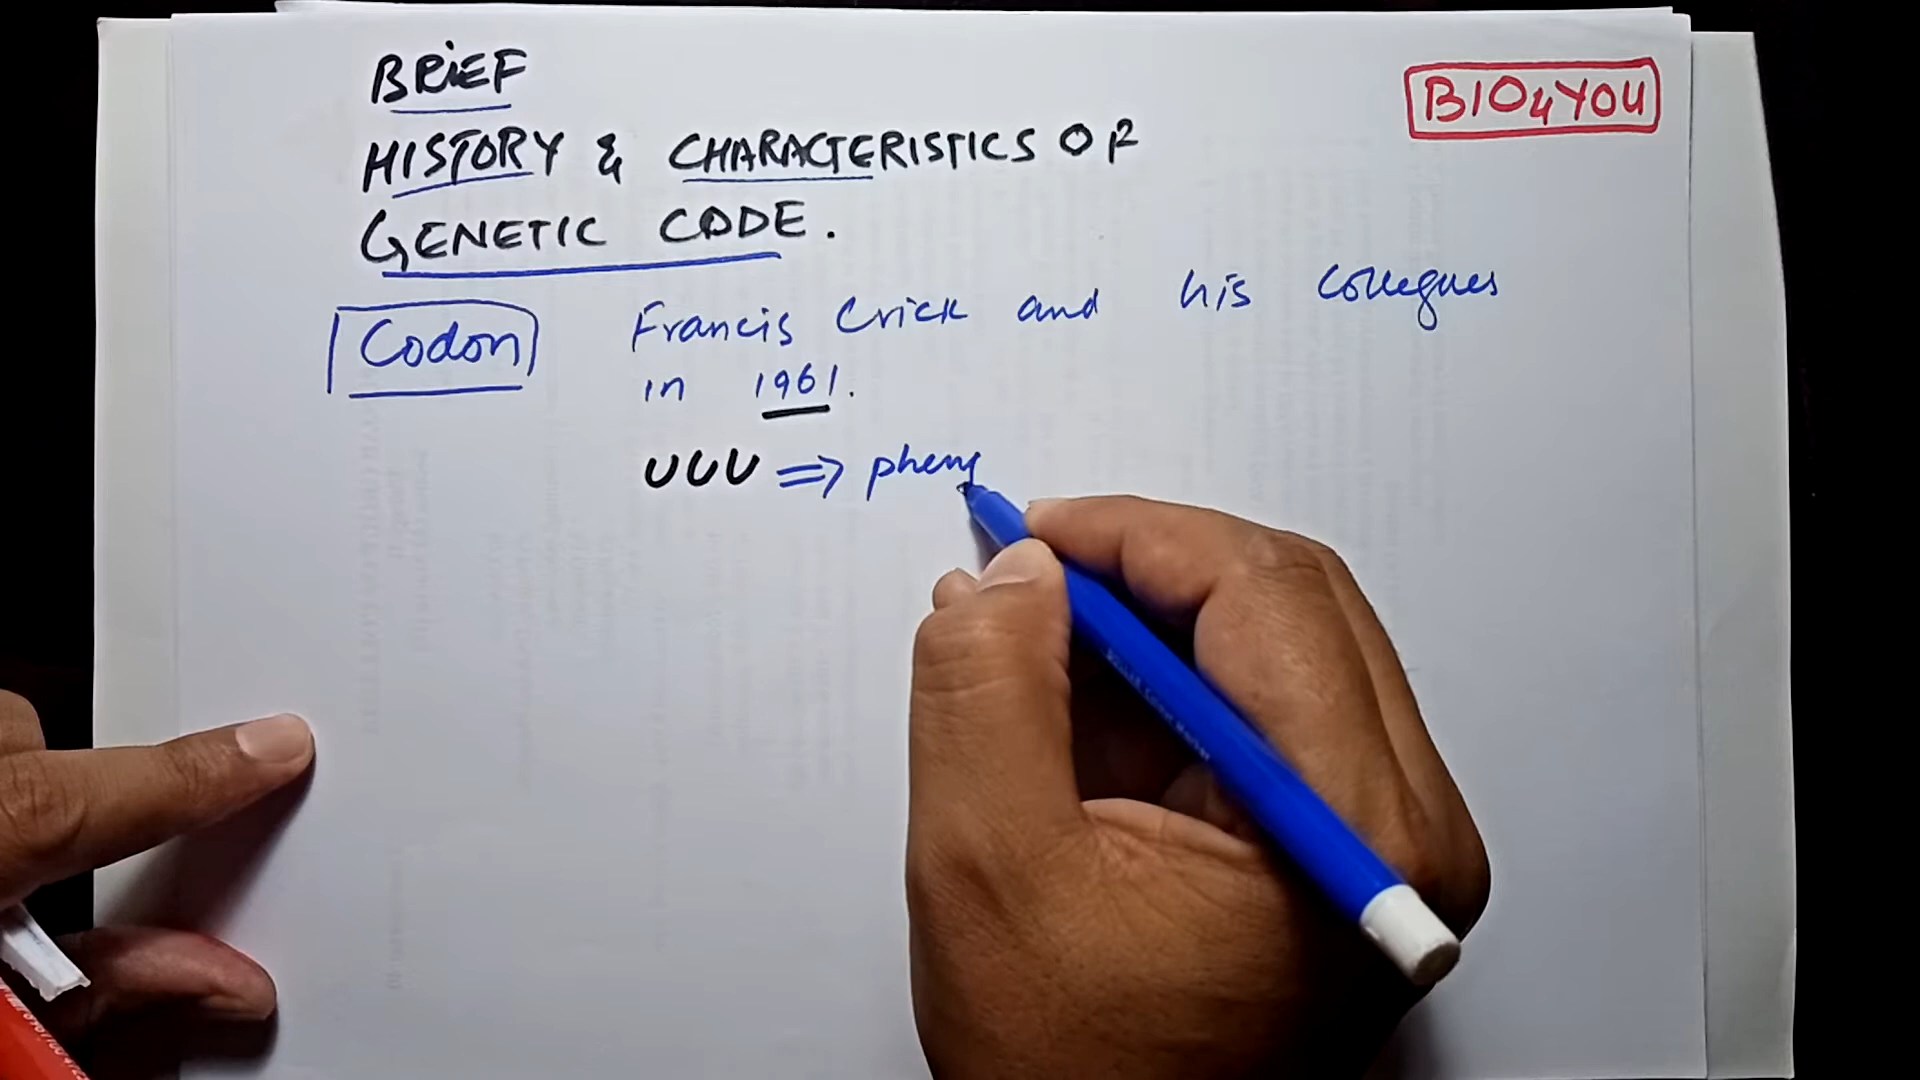 BRIEF
BIO4YOU
HISTORY & CHARACTERISTICS OF
GENETIC CODE.
Codon
Francis Crick and his collegues
in 1961.
UUU ⇒ pheny